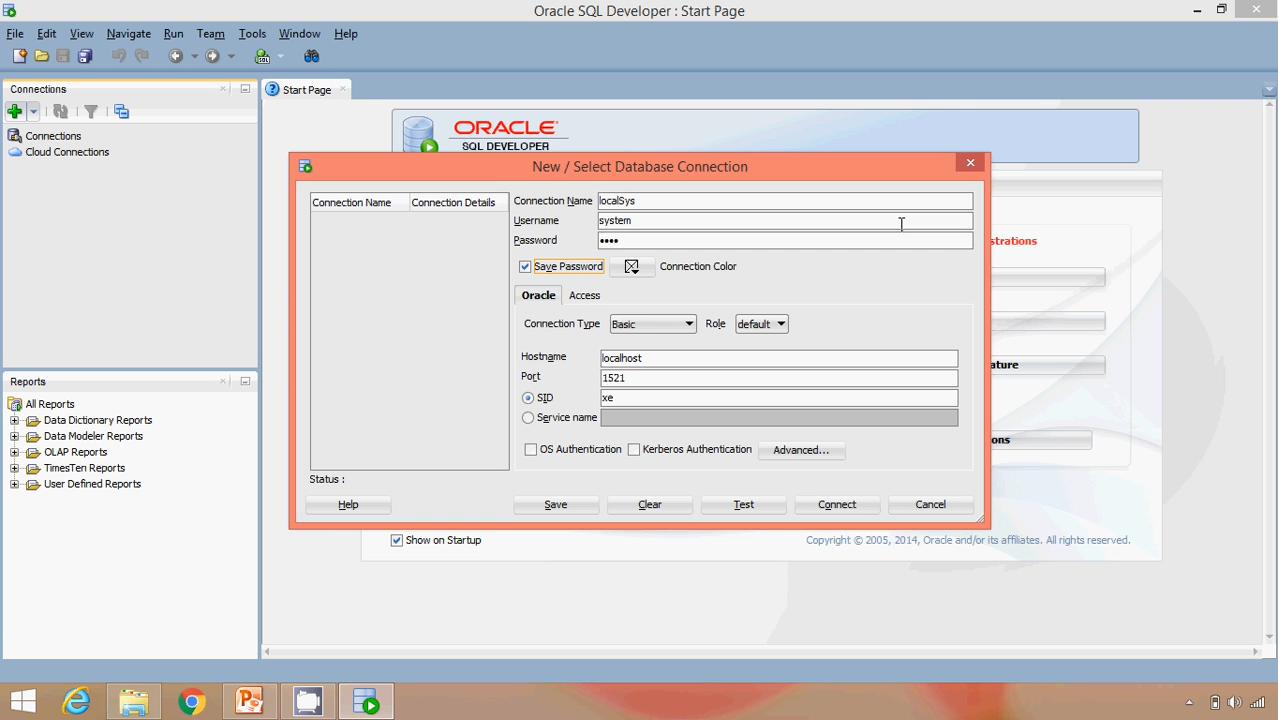 Oracle SQL Developer : Start Page
File Edit View Navigate Run Team Tools Window Help
Connections
Connections
Cloud Connections
Reports
All Reports
Data Dictionary Reports
Data Modeler Reports
OLAP Reports
TimesTen Reports
User Defined Reports
Start Page
ORACLE
SQL DEVELOPER
New / Select Database Connection
Connection Name Connection Details
Connection Name localSys
Username system
Password ••••
Save Password Connection Color
Oracle Access
Connection Type Basic Role default
Hostname localhost
Port 1521
SID xe
Service name
OS Authentication Kerberos Authentication Advanced...
Status :
Help Save Clear Test Connect Cancel
Show on Startup Copyright © 2005, 2014, Oracle and/or its affiliates. All rights reserved.